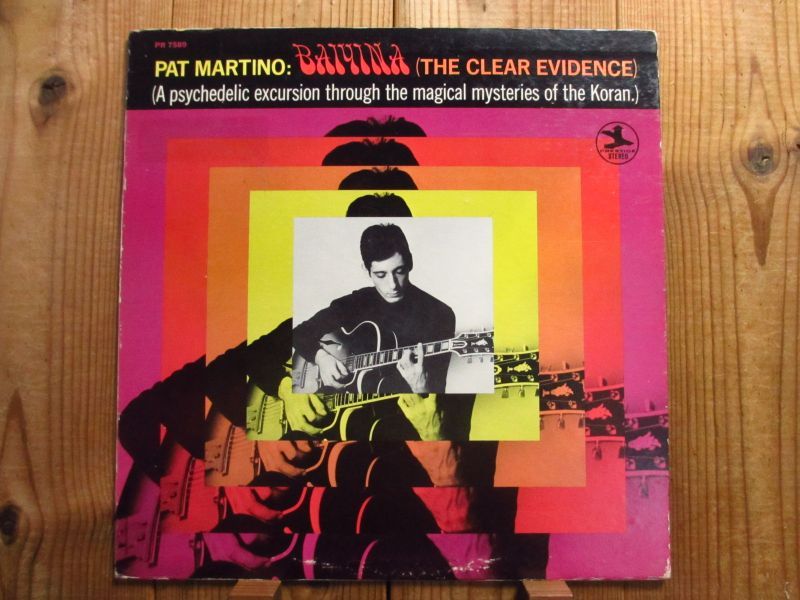 PR 7589
PAT MARTINO: BAIYINA (THE CLEAR EVIDENCE)
(A psychedelic excursion through the magical mysteries of the Koran.)
PRESTIGE
STEREO